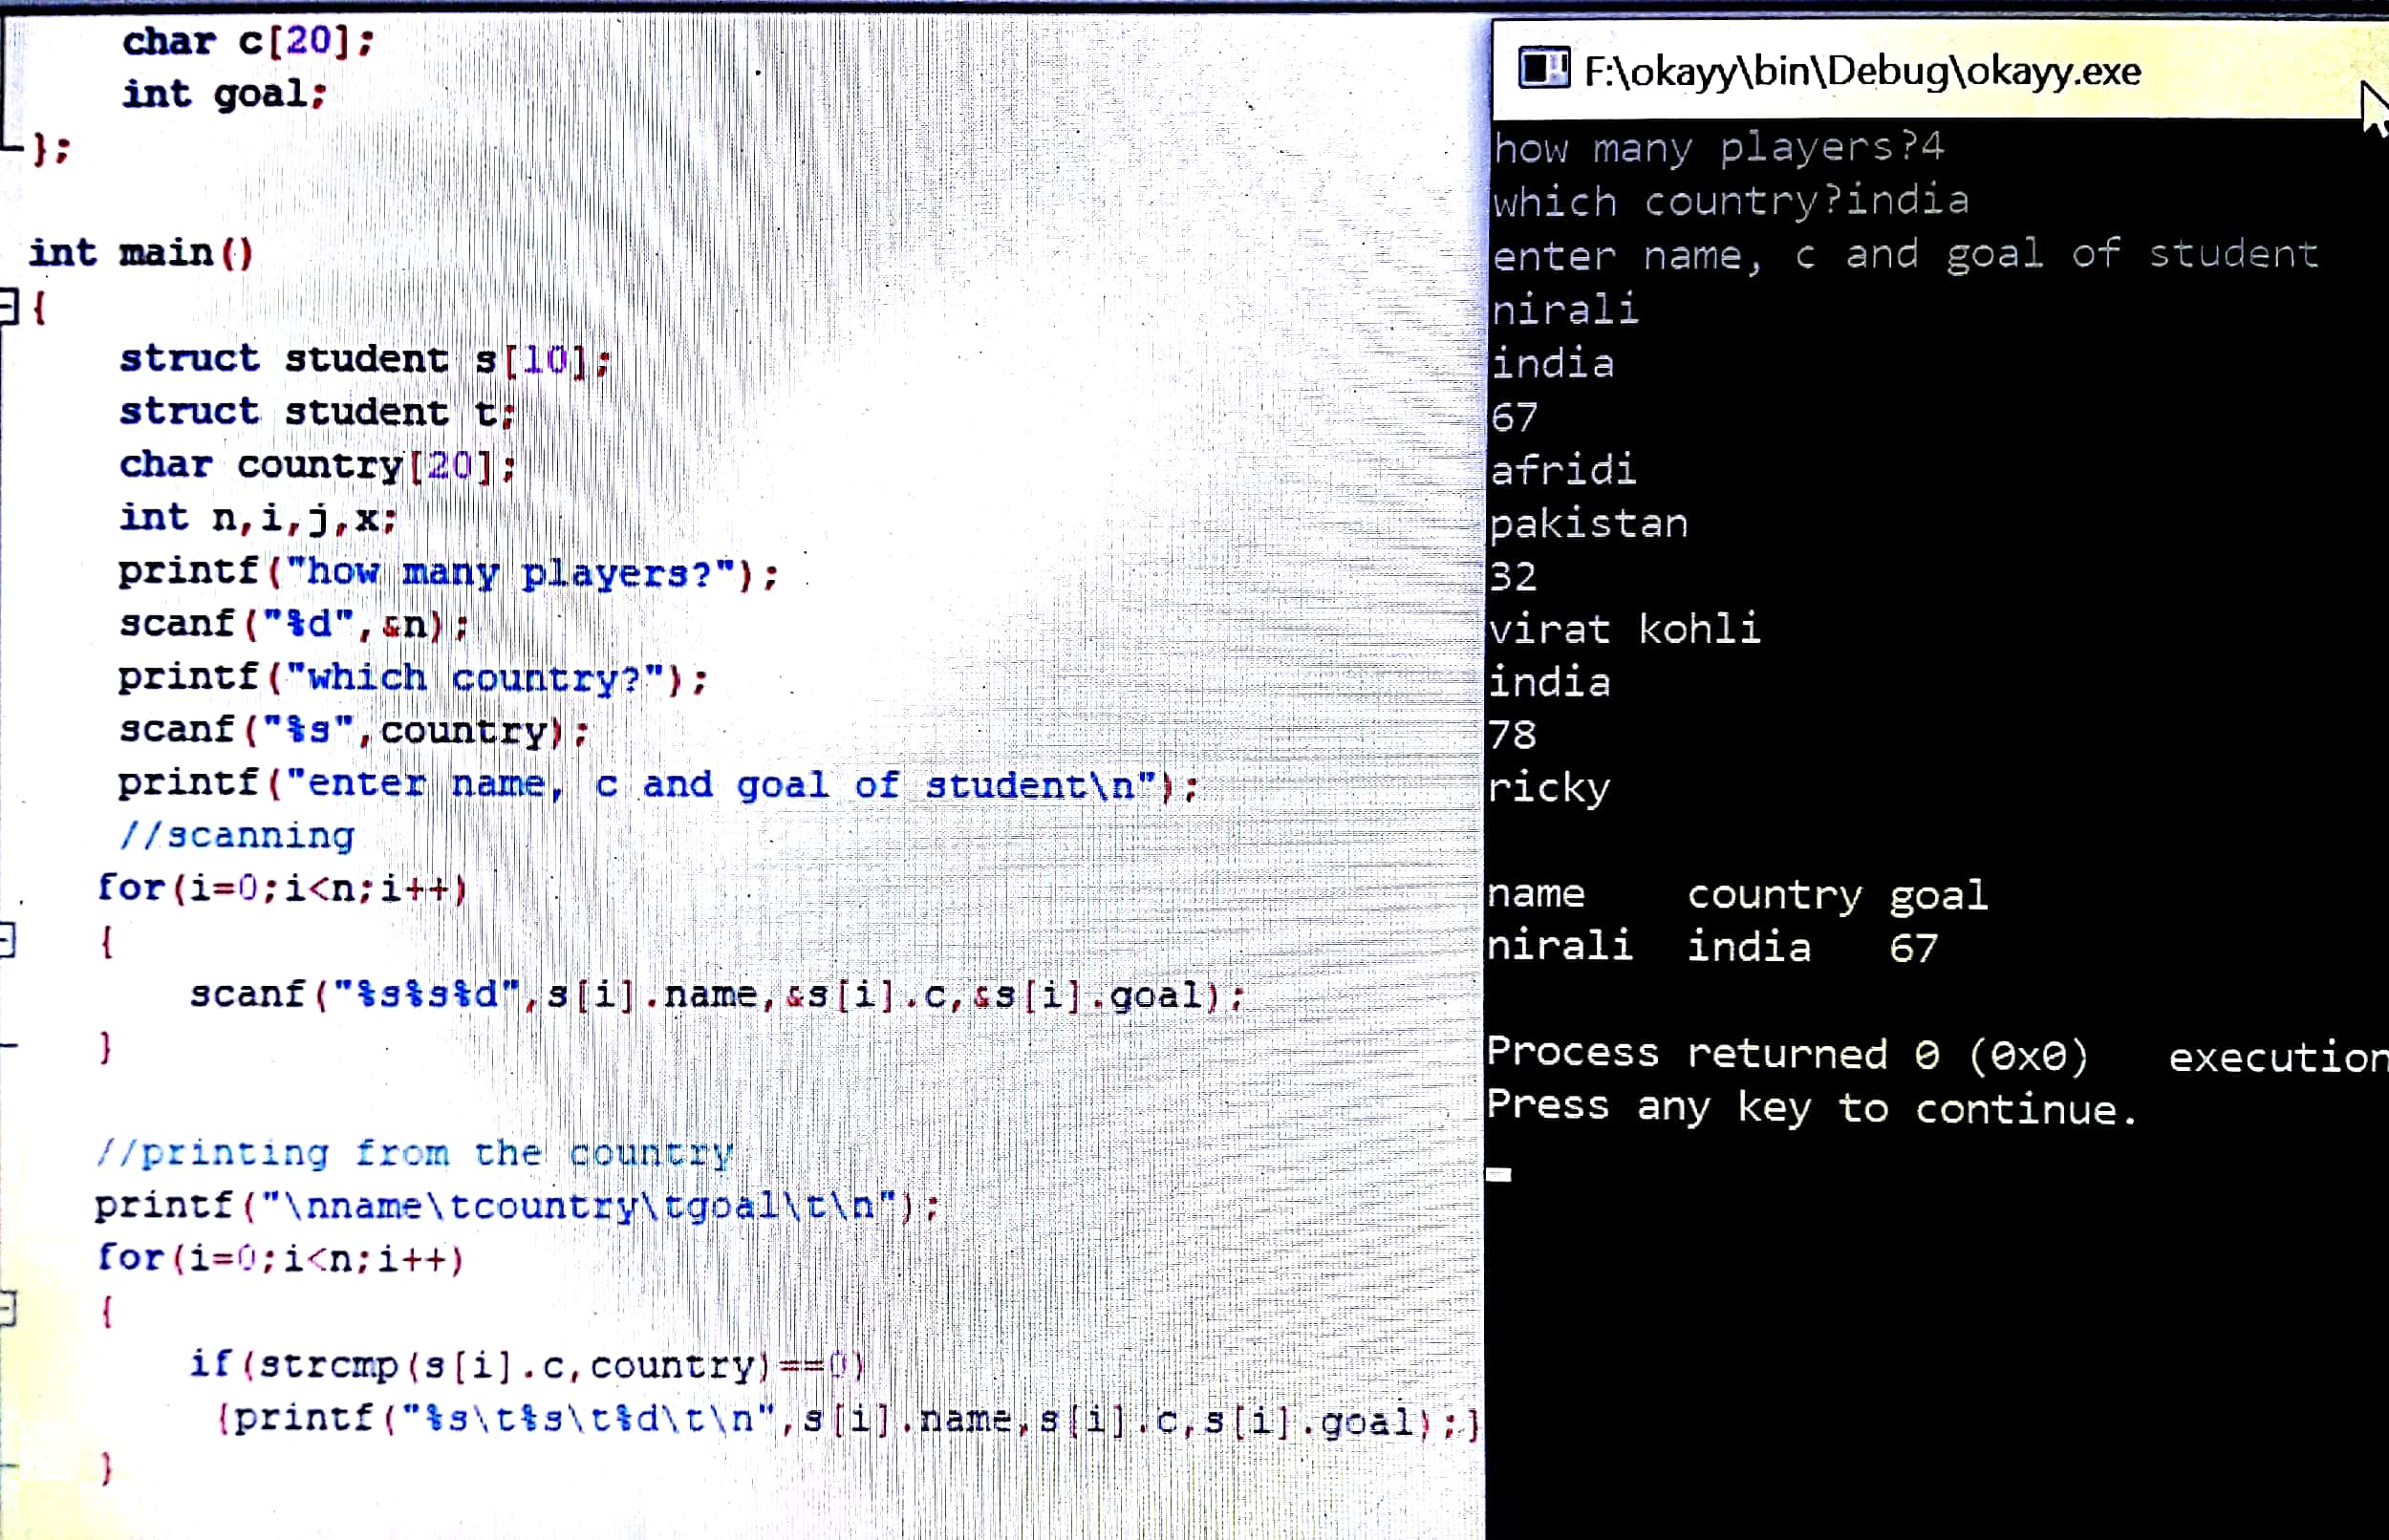 char c[20];
int goal;
};
int main()
{
struct student s[10];
struct student t;
char country[20];
int n,i,j,x;
printf("how many players?");
scanf("%d",&n);
printf("which country?");
scanf("%s",country);
printf("enter name, c and goal of student\n");
//scanning
for(i=0;i<n;i++)
{
scanf("%s%s%d",s[i].name,&s[i].c,&s[i].goal);
}
//printing from the country
printf("\nname\tcountry\tgoal\t\n");
for(i=0;i<n;i++)
{
if(strcmp(s[i].c,country)==0)
{printf("%s\t%s\t%d\t\n",s[i].name,s[i].c,s[i].goal);}
}
F:\okayy\bin\Debug\okayy.exe
how many players?4
which country?india
enter name, c and goal of student
nirali
india
67
afridi
pakistan
32
virat kohli
india
78
ricky
name country goal
nirali india 67
Process returned 0 (0x0) execution
Press any key to continue.